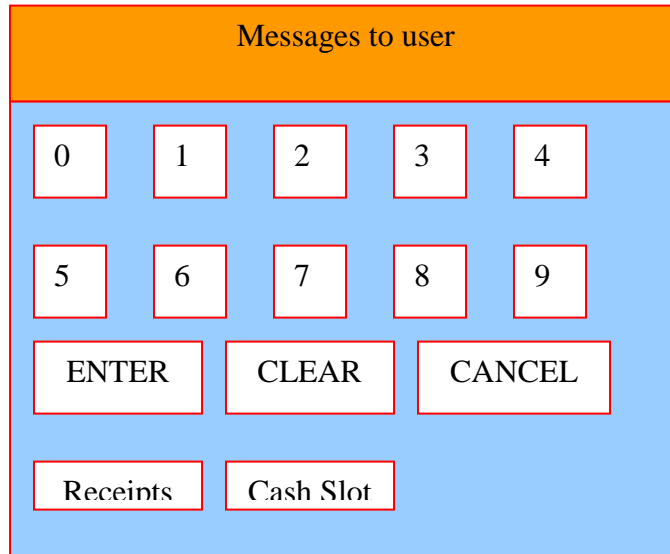 Messages to user
0 1 2 3 4
5 6 7 8 9
ENTER CLEAR CANCEL
Receipts Cash Slot